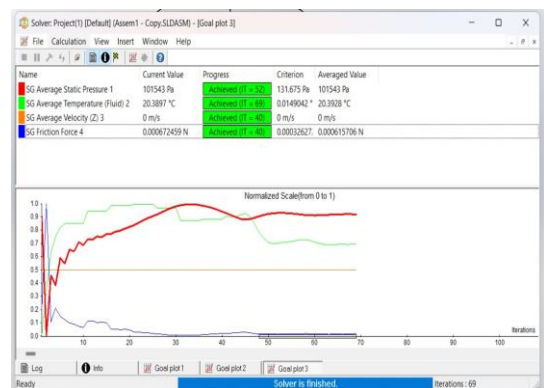 Solver: Project(1) [Default] (Assem1 - Copy.SLDASM) - [Goal plot 3]
File Calculation View Insert Window Help
Name Current Value Progress Criterion Averaged Value
SG Average Static Pressure 1 101543 Pa Achieved (IT = 52) 131.675 Pa 101543 Pa
SG Average Temperature (Fluid) 2 20.3897 °C Achieved (IT = 69) 0.0149042 ° 20.3928 °C
SG Average Velocity (Z) 3 0 m/s Achieved (IT = 40) 0 m/s 0 m/s
SG Friction Force 4 0.000672459 N Achieved (IT = 40) 0.00032627. 0.000615706 N
Normalized Scale(from 0 to 1)
1.0
0.9
0.8
0.7
0.6
0.5
0.4
0.3
0.2
0.1
0.0
Iterations
10 20 30 40 50 60 70 80 90 100
Log Info Goal plot 1 Goal plot 2 Goal plot 3
Ready Solver is finished. Iterations : 69